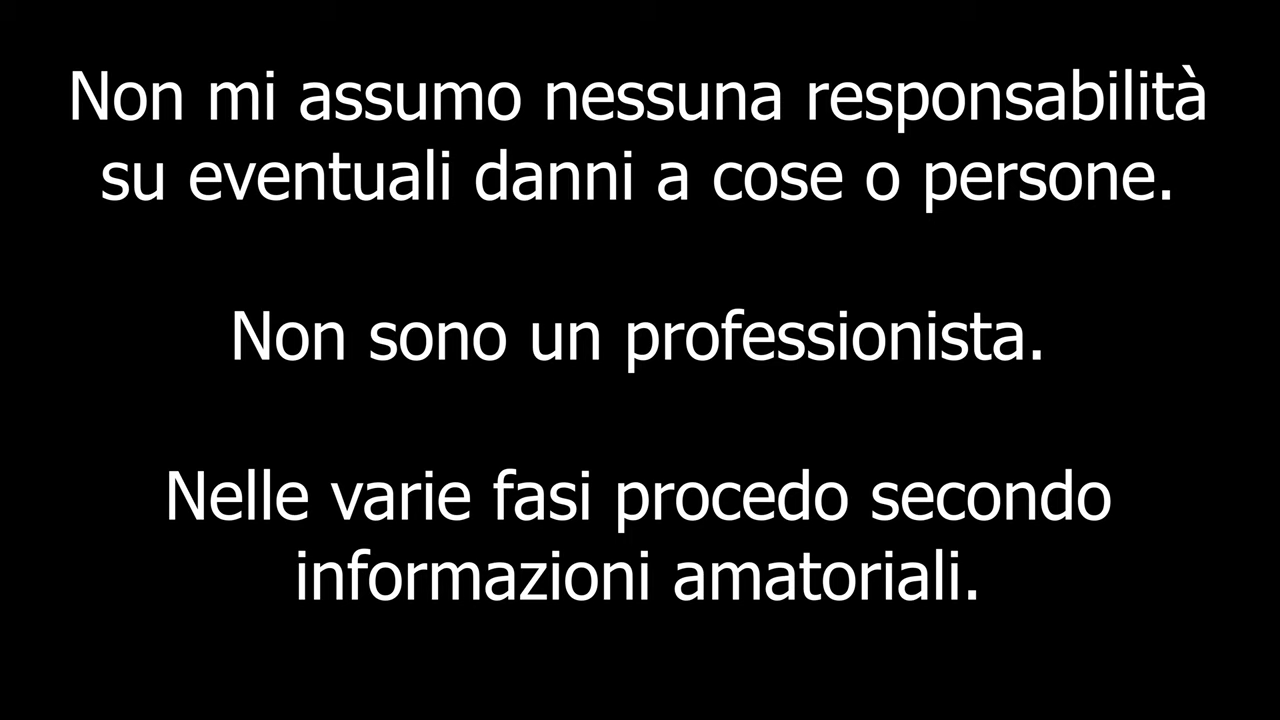 Non mi assumo nessuna responsabilità
su eventuali danni a cose o persone.
Non sono un professionista.
Nelle varie fasi procedo secondo
informazioni amatoriali.